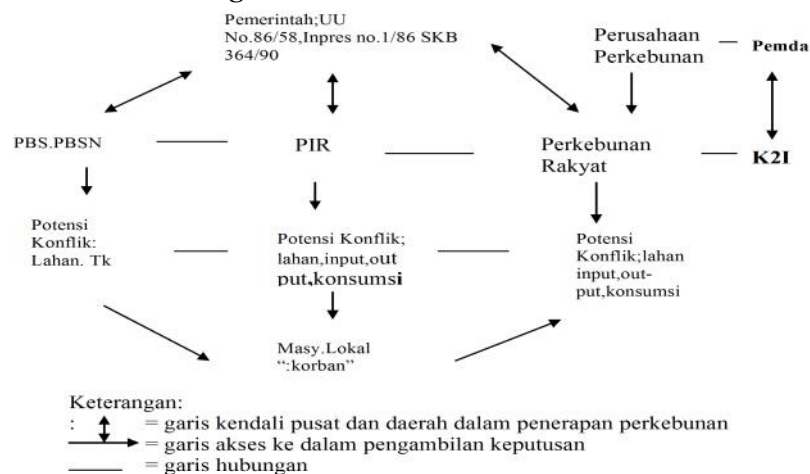 Pemerintah;UU
No.86/58,Inpres no.1/86 SKB
364/90
Perusahaan
Perkebunan
Pemda
PBS.PBSN
PIR
Perkebunan
Rakyat
K2I
Potensi
Konflik:
Lahan. Tk
Potensi Konflik;
lahan,input,out
put,konsumsi
Potensi
Konflik;lahan
input,out-
put,konsumsi
Masy.Lokal
“:korban”
Keterangan:
: = garis kendali pusat dan daerah dalam penerapan perkebunan
= garis akses ke dalam pengambilan keputusan
= garis hubungan